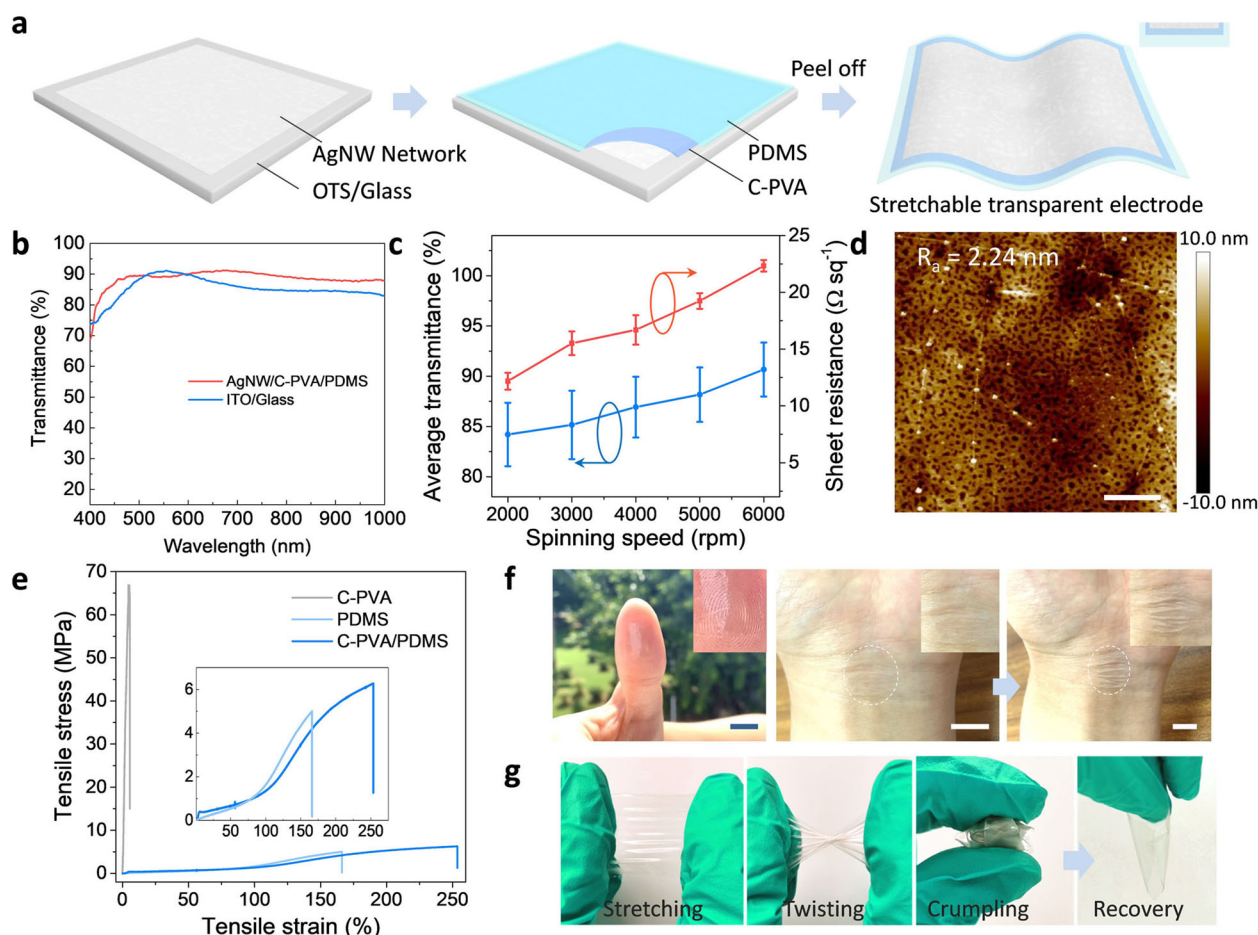 a
Peel off
AgNW Network
OTS/Glass
PDMS
C-PVA
Stretchable transparent electrode
b
100
90
80
70
60
50
40
30
20
400 500 600 700 800 900 1000
Transmittance (%)
Wavelength (nm)
AgNW/C-PVA/PDMS
ITO/Glass
c
100
95
90
85
80
25
20
15
10
5
2000 3000 4000 5000 6000
Average transmittance (%)
Sheet resistance (Ω sq⁻¹)
Spinning speed (rpm)
d
Rₐ = 2.24 nm
10.0 nm
-10.0 nm
e
70
60
50
40
30
20
10
0
0 50 100 150 200 250
Tensile stress (MPa)
Tensile strain (%)
C-PVA
PDMS
C-PVA/PDMS
6
4
2
0
50 100 150 200 250
f
g
Stretching
Twisting
Crumpling
Recovery